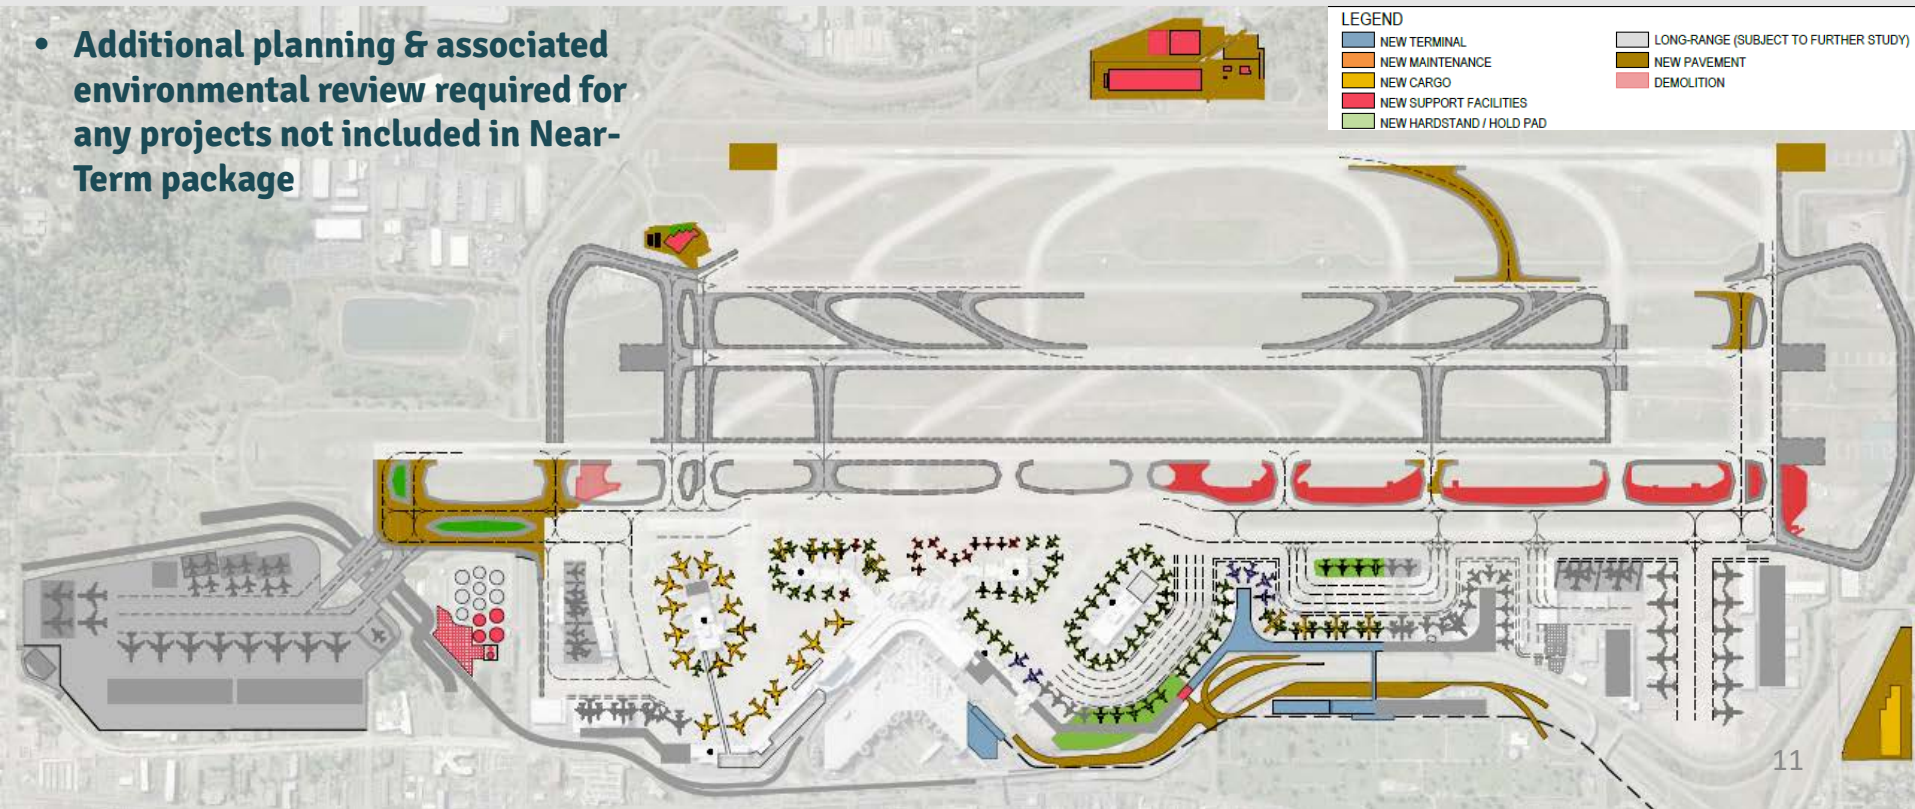 • Additional planning & associated
environmental review required for
any projects not included in Near-
Term package
LEGEND
NEW TERMINAL
NEW MAINTENANCE
NEW CARGO
NEW SUPPORT FACILITIES
NEW HARDSTAND / HOLD PAD
LONG-RANGE (SUBJECT TO FURTHER STUDY)
NEW PAVEMENT
DEMOLITION
11